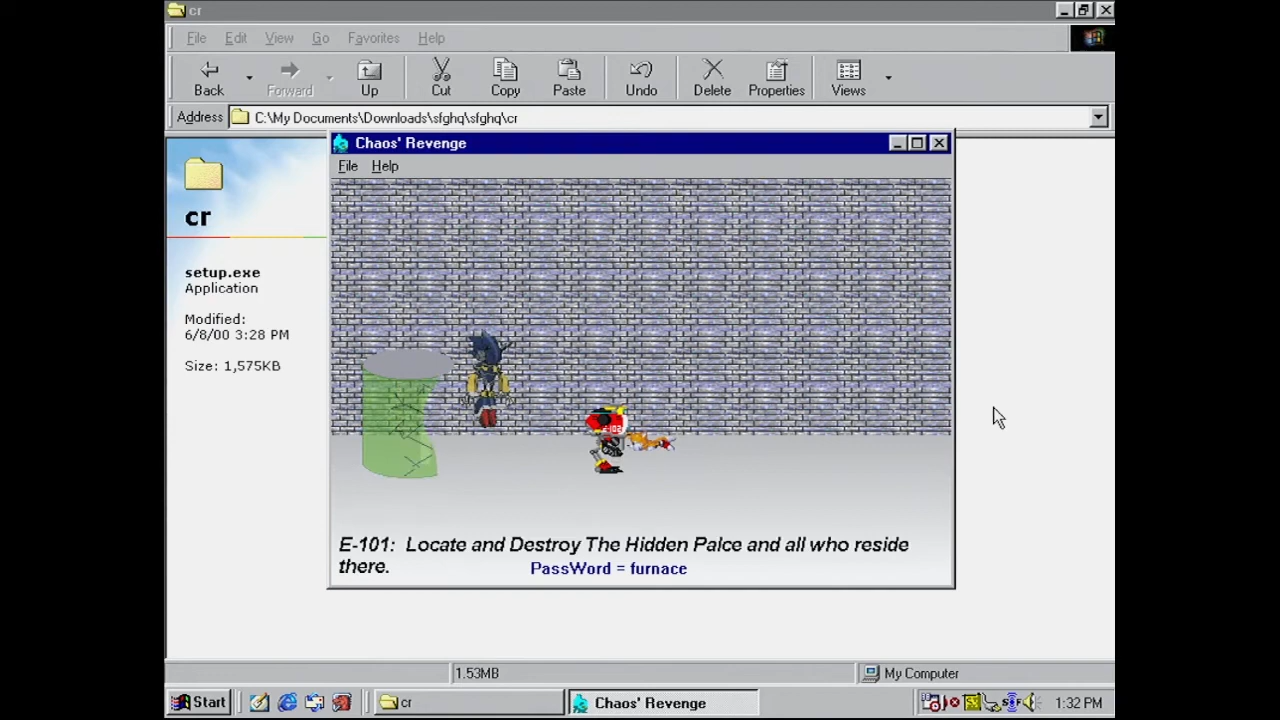 cr
File Edit View Go Favorites Help
Back Forward Up Cut Copy Paste Undo Delete Properties Views
Address C:\My Documents\Downloads\sfghq\sfghq\cr
Chaos' Revenge
File Help
cr
setup.exe
Application
Modified:
6/8/00 3:28 PM
Size: 1,575KB
E-102
E-101: Locate and Destroy The Hidden Palce and all who reside
there.
PassWord = furnace
1.53MB My Computer
Start cr Chaos' Revenge 1:32 PM